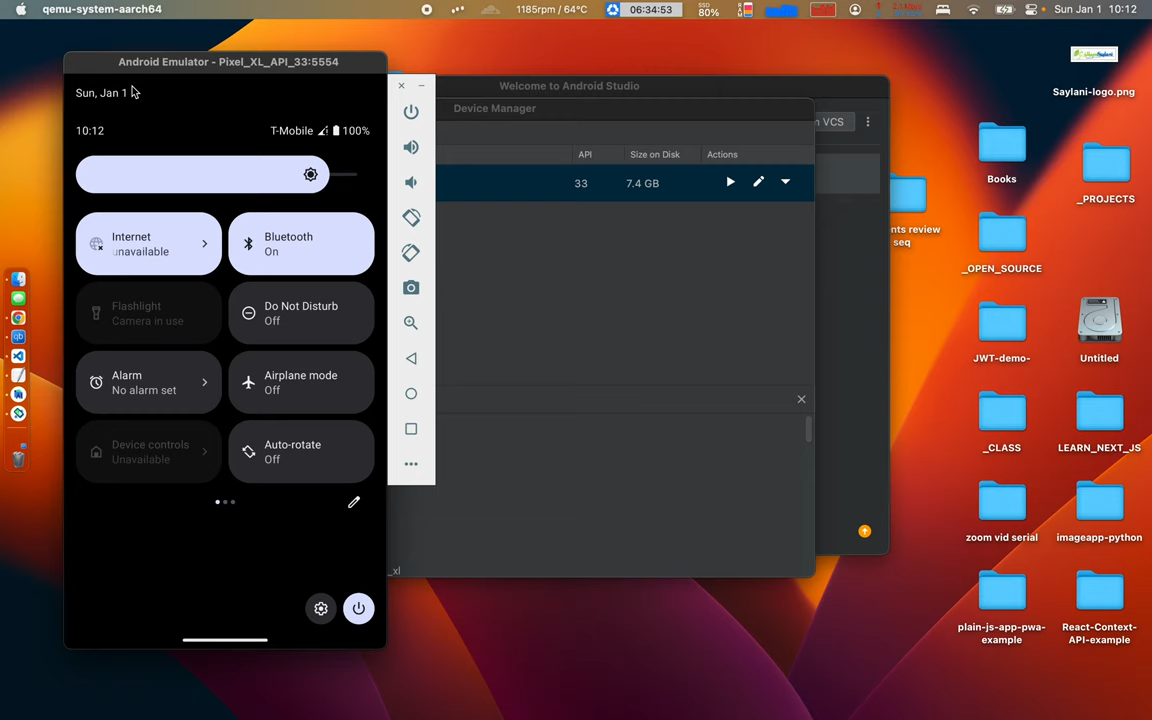 qemu-system-aarch64
1185rpm / 64°C
06:34:53
SSD
80%
Sun Jan 1 10:12
Android Emulator - Pixel_XL_API_33:5554
Sun, Jan 1
10:12
T-Mobile
100%
Internet
unavailable
Bluetooth
On
Flashlight
Camera in use
Do Not Disturb
Off
Alarm
No alarm set
Airplane mode
Off
Device controls
Unavailable
Auto-rotate
Off
Welcome to Android Studio
Device Manager
VCS
API
Size on Disk
Actions
33
7.4 GB
_xl
nts review
seq
Saylani-logo.png
Books
_PROJECTS
_OPEN_SOURCE
JWT-demo-
Untitled
_CLASS
LEARN_NEXT_JS
zoom vid serial
imageapp-python
plain-js-app-pwa-
example
React-Context-
API-example